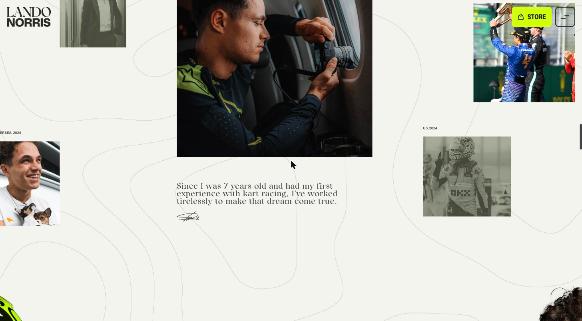 LANDO
NORRIS
STORE
Since I was 7 years old and had my first
experience with kart racing, I've worked
tirelessly to make that dream come true.
OKX